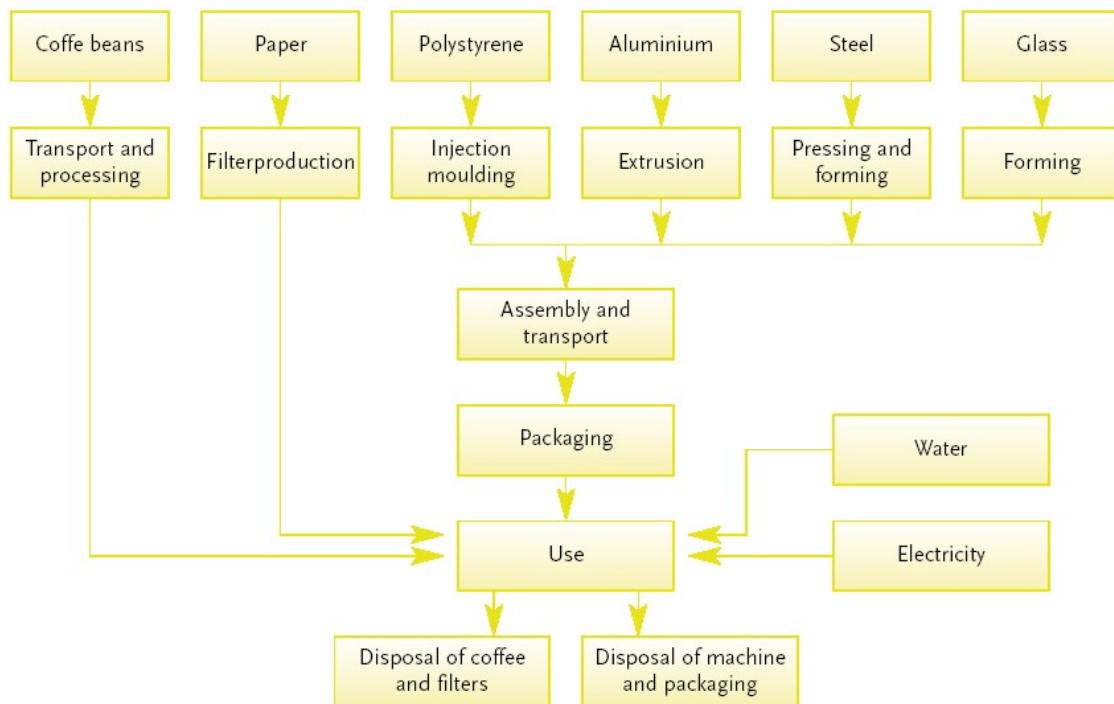 Coffe beans
Paper
Polystyrene
Aluminium
Steel
Glass
Transport and
processing
Filterproduction
Injection
moulding
Extrusion
Pressing and
forming
Forming
Assembly and
transport
Packaging
Water
Use
Electricity
Disposal of coffee
and filters
Disposal of machine
and packaging